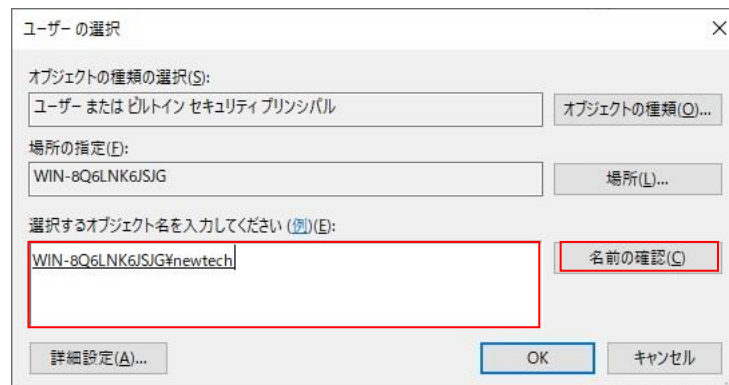 ユーザー の選択
オブジェクトの種類の選択(S):
ユーザー または ビルトイン セキュリティ プリンシパル
オブジェクトの種類(O)...
場所の指定(F):
WIN-8Q6LNK6JSJG
場所(L)...
選択するオブジェクト名を入力してください (例)(E):
WIN-8Q6LNK6JSJG¥newtech
名前の確認(C)
詳細設定(A)...
OK
キャンセル